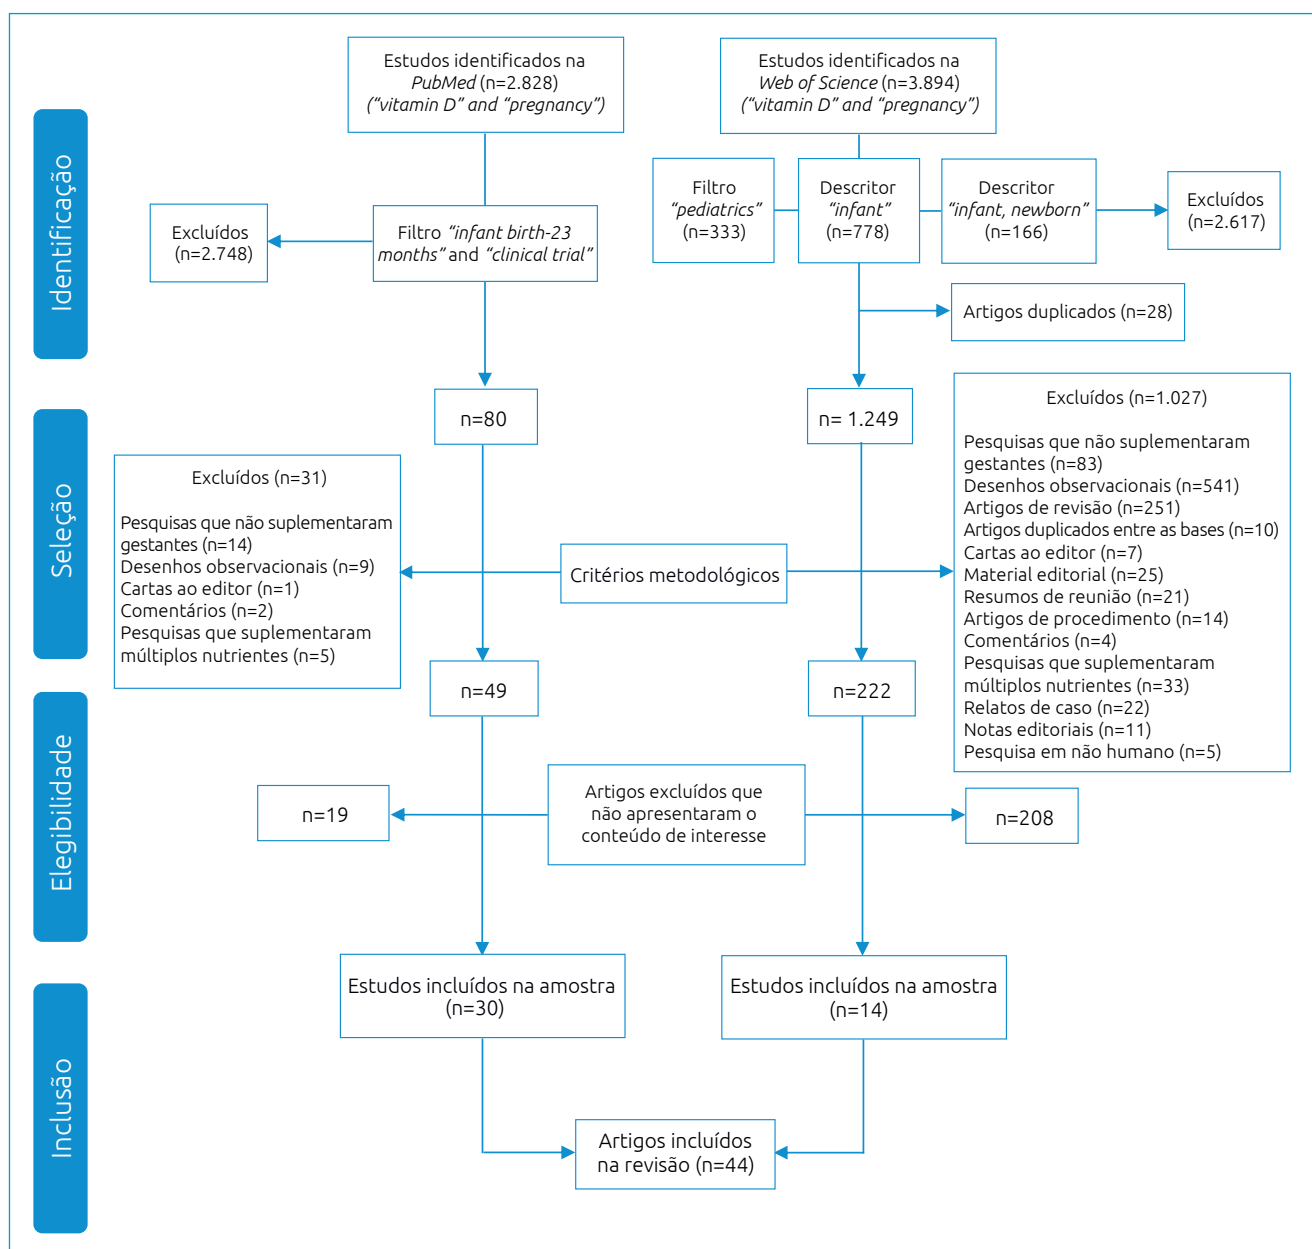 Identificação
Estudos identificados na
PubMed (n=2.828)
(“vitamin D” and “pregnancy”)
Estudos identificados na
Web of Science (n=3.894)
(“vitamin D” and “pregnancy”)
Excluídos
(n=2.748)
Filtro “infant birth-23
months” and “clinical trial”
Filtro
“pediatrics”
(n=333)
Descritor
“infant”
(n=778)
Descritor
“infant, newborn”
(n=166)
Excluídos
(n=2.617)
Artigos duplicados (n=28)
Seleção
n=80
n= 1.249
Excluídos (n=31)
Pesquisas que não suplementaram
gestantes (n=14)
Desenhos observacionais (n=9)
Cartas ao editor (n=1)
Comentários (n=2)
Pesquisas que suplementaram
múltiplos nutrientes (n=5)
Critérios metodológicos
Excluídos (n=1.027)
Pesquisas que não suplementaram
gestantes (n=83)
Desenhos observacionais (n=541)
Artigos de revisão (n=251)
Artigos duplicados entre as bases (n=10)
Cartas ao editor (n=7)
Material editorial (n=25)
Resumos de reunião (n=21)
Artigos de procedimento (n=14)
Comentários (n=4)
Pesquisas que suplementaram
múltiplos nutrientes (n=33)
Relatos de caso (n=22)
Notas editoriais (n=11)
Pesquisa em não humano (n=5)
n=49
n=222
Elegibilidade
n=19
Artigos excluídos que
não apresentaram o
conteúdo de interesse
n=208
Inclusão
Estudos incluídos na amostra
(n=30)
Estudos incluídos na amostra
(n=14)
Artigos incluídos
na revisão (n=44)